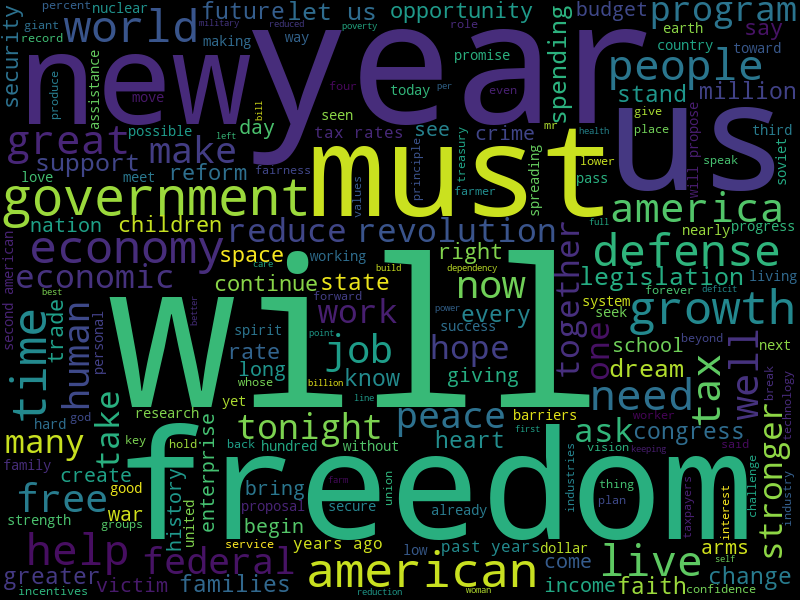 security
nuclear
future
let us
opportunity
budget
program
percent
giant
record
world
making
military
reduced
way
poverty
role
promise
spending
earth
country
toward
say
new
year
us
people
produce
assistance
move
four
today
per
even
bill
stand
million
great
possible
left
day
tax rates
seen
see
crime
mr
health
give
place
third
soviet
make
must
support
reform
fairness
principle
treasury
spreading
lower
pass
will propose
speak
love
meet
values
farmer
government
america
nation
children
full
nearly
progress
reduce
revolution
economy
space
working
right
together
defense
second american
economic
care
build
dependency
continue
state
now
legislation
living
forever
deficit
best
personal
better
forward
power
every
system
seek
growth
time
trade
human
spirit
point
work
success
one
school
beyond
next
hard
god
rate
long
whose
billion
job
know
hope
giving
dream
well
break
technology
will
line
yet
research
take
peace
barriers
need
tax
worker
many
key
hold
tonight
heart
first
ask
congress
said
stronger
family
back
hundred
without
vision
keeping
create
history
enterprise
freedom
free
good
war
united
bring
farm
union
already
industries
thing
plan
taxpayers
interest
challenge
industry
strength
groups
proposal
secure
begin
service
years ago
low
past years
dollar
arms
help
federal
american
come
live
self
change
greater
victim
families
income
faith
confidence
incentives
reduction
woman